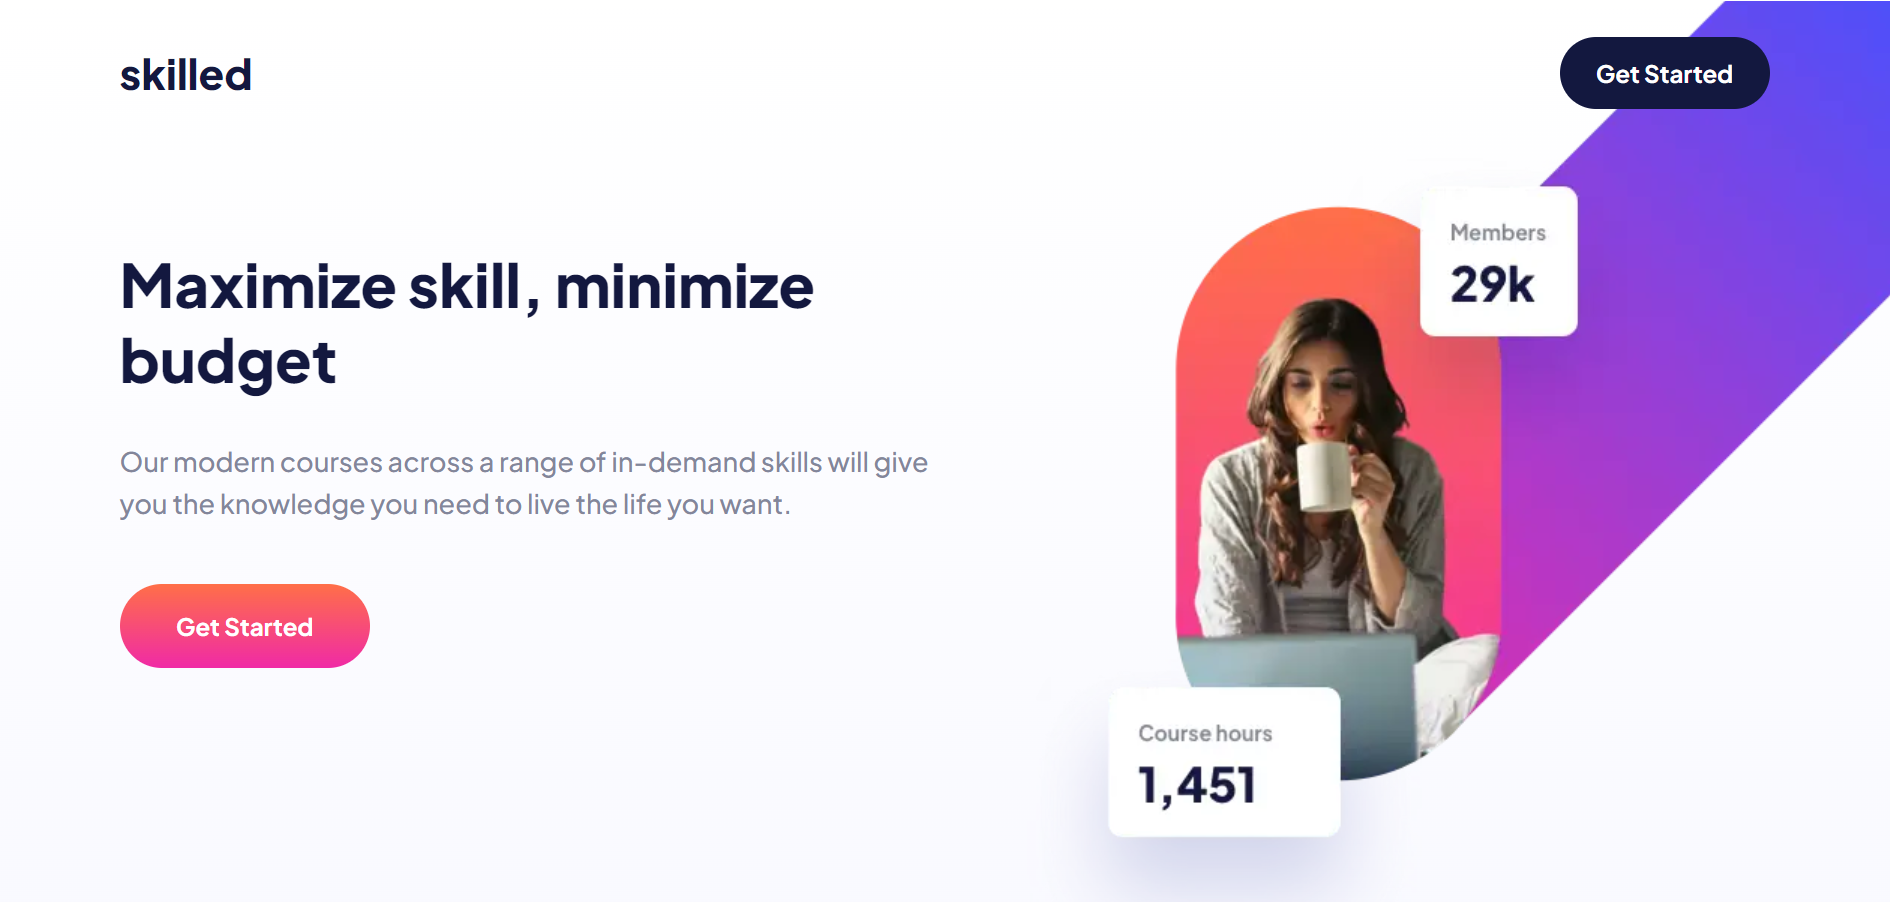 skilled
Get Started
Maximize skill, minimize
budget
Our modern courses across a range of in-demand skills will give
you the knowledge you need to live the life you want.
Get Started
Members
29k
Course hours
1,451